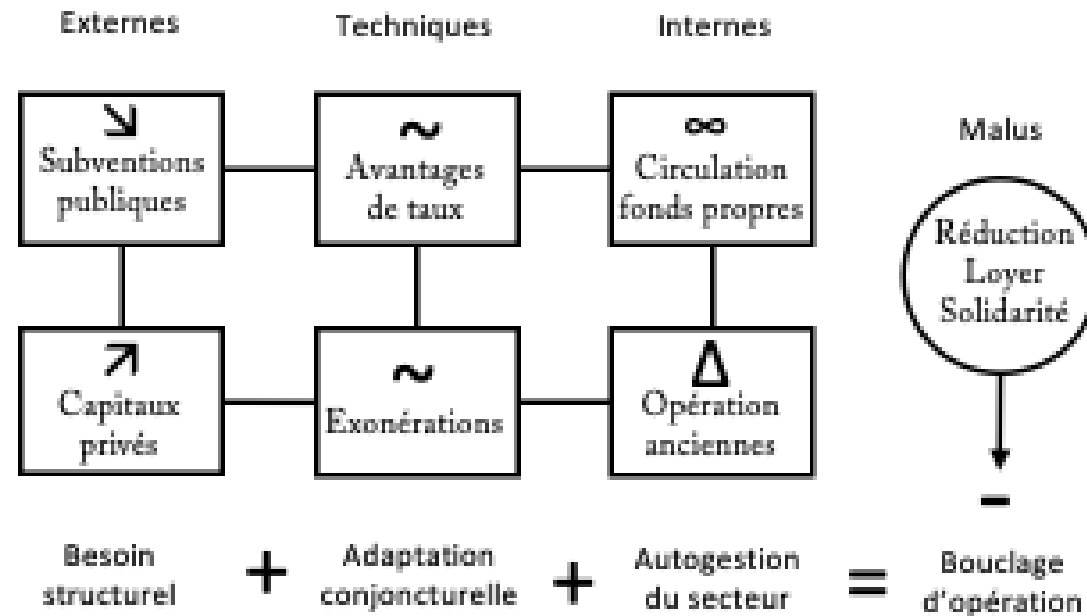 Externes
Techniques
Internes
↘
Subventions
publiques
~
Avantages
de taux
∞
Circulation
fonds propres
Malus
Réduction
Loyer
Solidarité
↗
Capitaux
privés
~
Exonérations
Δ
Opération
anciennes
-
Besoin
structurel
+
Adaptation
conjoncturelle
+
Autogestion
du secteur
=
Bouclage
d'opération